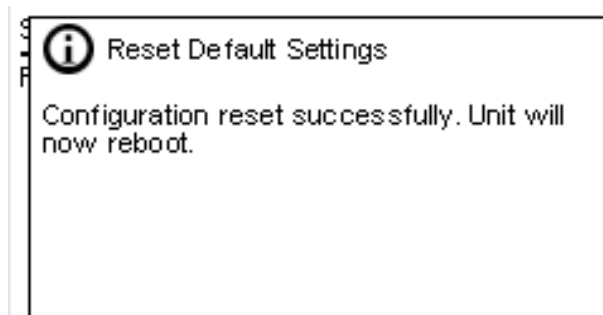 Reset Default Settings
Configuration reset successfully. Unit will
now reboot.